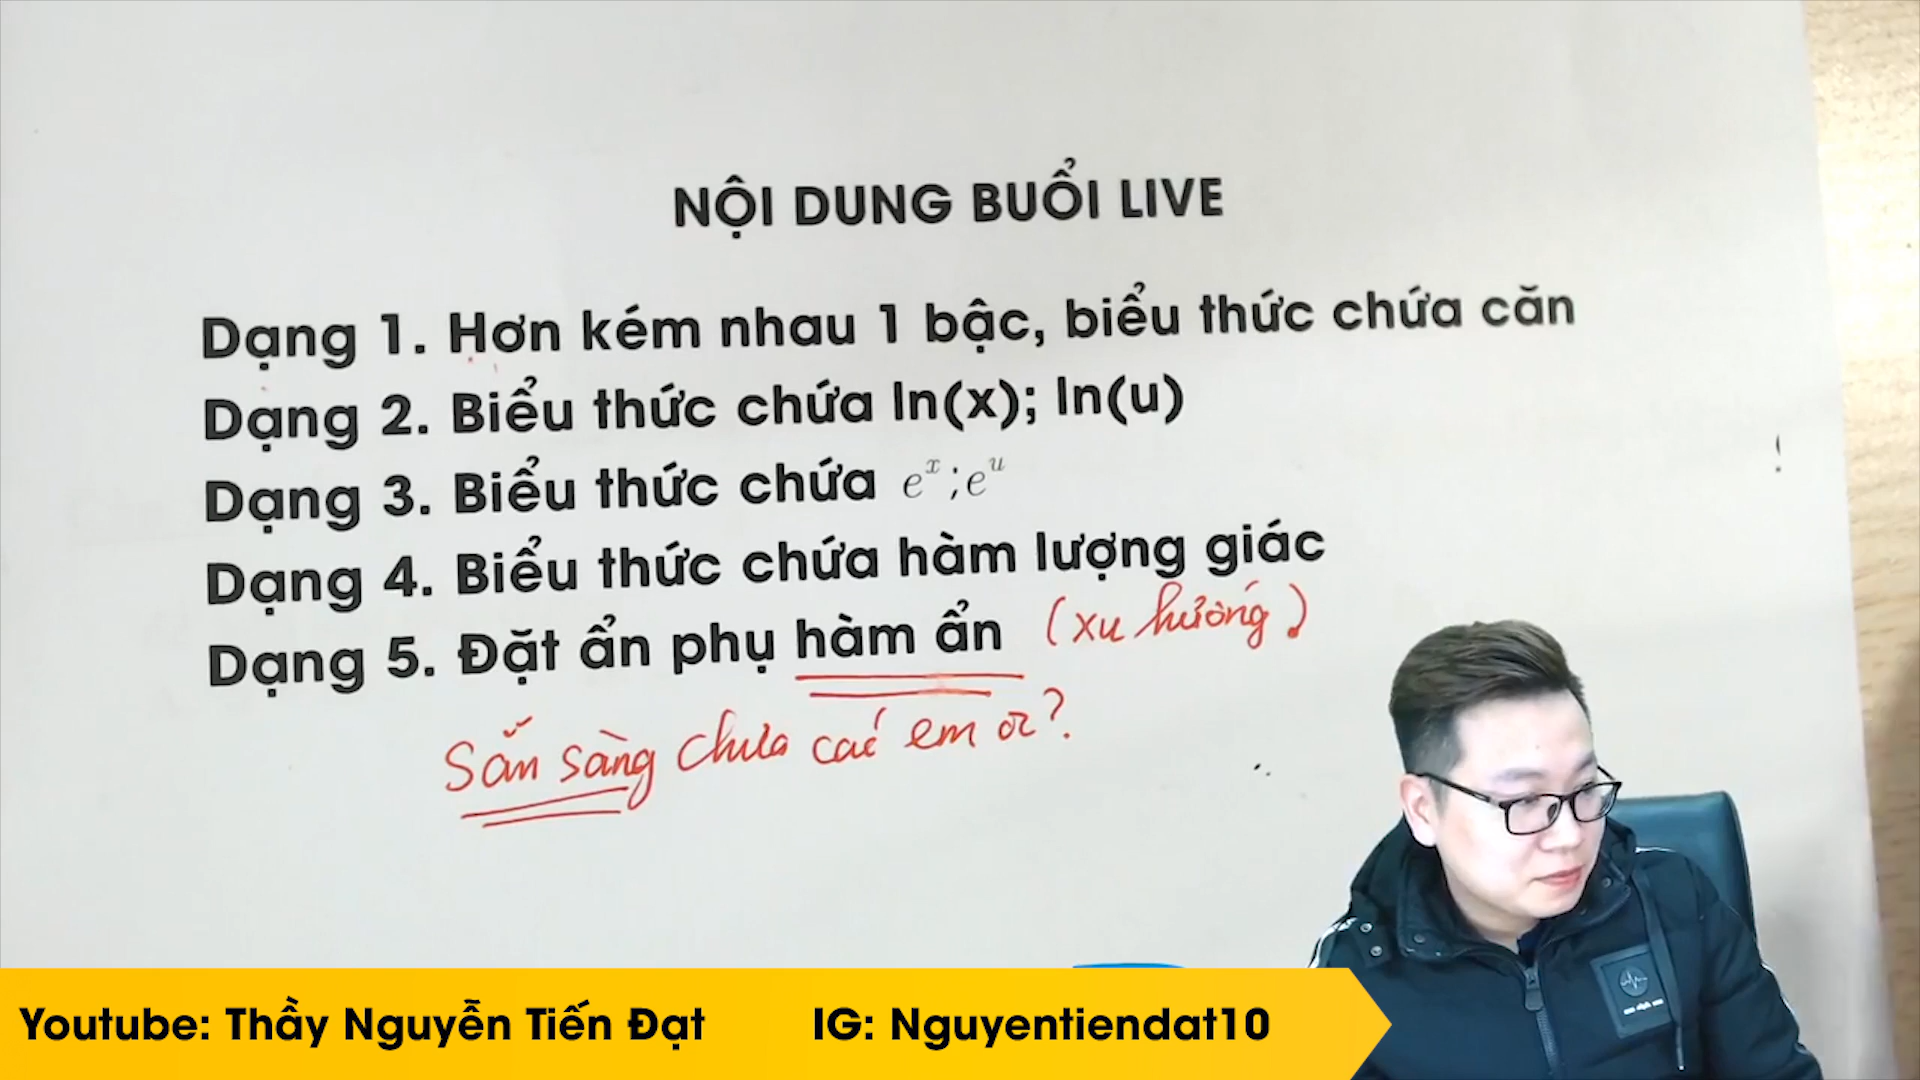 NỘI DUNG BUỔI LIVE
Dạng 1. Hơn kém nhau 1 bậc, biểu thức chứa căn
Dạng 2. Biểu thức chứa ln(x); ln(u)
Dạng 3. Biểu thức chứa eˣ;eᵘ
Dạng 4. Biểu thức chứa hàm lượng giác
Dạng 5. Đặt ẩn phụ hàm ẩn (xu hướng)
Sẵn sàng chưa các em ơi?
Youtube: Thầy Nguyễn Tiến Đạt IG: Nguyentiendat10